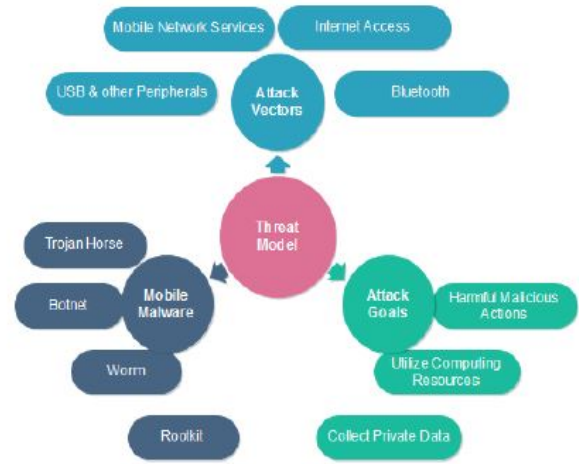 Mobile Network Services
Internet Access
USB & other Peripherals
Attack
Vectors
Bluetooth
Threat
Model
Trojan Horse
Botnet
Mobile
Malware
Worm
Rootkit
Attack
Goals
Harmful Malicious
Actions
Utilize Computing
Resources
Collect Private Data